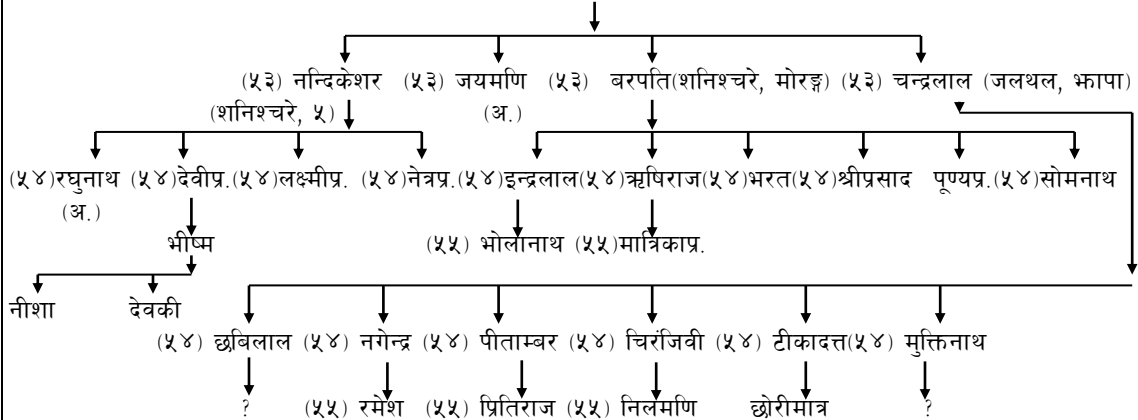 (५३) नन्दिकेशर (५३) जयमणि (५३) बरपति(शनिश्चरे, मोरङ्ग) (५३) चन्द्रलाल (जलथल, झापा)
(शनिश्चरे, ५) (अ.)
(५४)रघुनाथ (५४)देवीप्र.(५४)लक्ष्मीप्र. (५४)नेत्रप्र.(५४)इन्द्रलाल(५४)ऋषिराज(५४)भरत(५४)श्रीप्रसाद पूण्यप्र.(५४)सोमनाथ
(अ.)
भीष्म (५५) भोलानाथ (५५)मात्रिकाप्र.
नीशा देवकी
(५४) छबिलाल (५४) नगेन्द्र (५४) पीताम्बर (५४) चिरंजिवी (५४) टीकादत्त(५४) मुक्तिनाथ
? (५५) रमेश (५५) प्रितिराज (५५) निलमणि छोरीमात्र ?